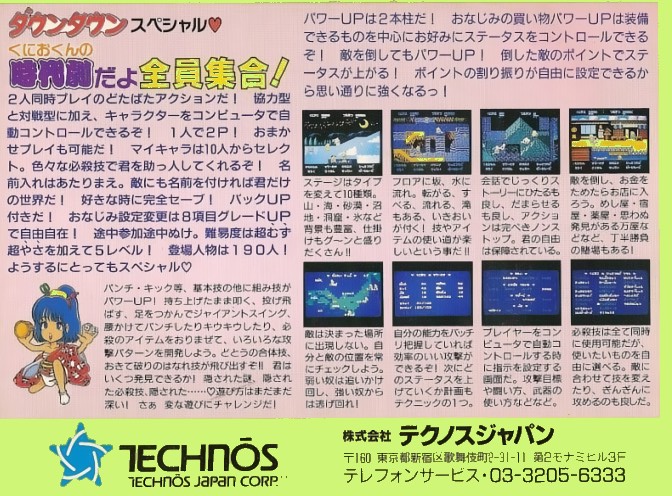 ダウンタウンスペシャル♡
くにおくんの
時代劇だよ全員集合!
2人同時プレイのどたばたアクションだ! 協力型
と対戦型に加え、キャラクターをコンピュータで自
動コントロールできるぞ! 1人で2P! おまか
せプレイも可能だ! マイキャラは10人からセレク
ト。色々な必殺技で君を助っ人してくれるぞ! 名
前入れはあたりまえ。敵にも名前を付ければ君だけ
の世界だ! 好きな時に完全セーブ! バックUP
付きだ! おなじみ設定変更は8項目グレードUP
で自由自在! 途中参加途中ぬけ。難易度は超むず
超やさを加えて5レベル! 登場人物は190人!
ようするにとってもスペシャル♡
パンチ・キック等、基本技の他に組み技が
パワーUP! 持ち上げたまま叩く、投げ飛
ばす、足をつかんでジャイアントスイング、
腰かけてパンチしたりキウキウしたり、必
殺のアイテムをおりまぜて、いろいろな攻
撃パターンを開発しよう。どっちの合体技、
おきて破りのはなれ技が飛び出すぞ!! 君は
いくつ発見できるか! 隠された謎、隠され
た必殺技、隠された……♡遊び方はまだまだ
深い! さぁ 変な遊びにチャレンジだ!
パワーUPは2本柱だ! おなじみの買い物パワーUPは装備
できるものを中心にお好みにステータスをコントロールできる
ぞ! 敵を倒してもパワーUP! 倒した敵のポイントでステ
ータスが上がる! ポイントの割り振りが自由に設定できるか
ら思い通りに強くなるっ!
ステージはタイプ
を変えて10種類。
山・海・砂漠・沼
地・洞窟・氷など
背景も豊富、仕掛
けもグーンと盛り
だくさん!!
フロアに坂、水に
流れ。転がる、す
べる、流れる、滝
もある、いきおい
が付く! 技やアイ
テムの使い道が楽
しいという事だ!!
会話でじっくりス
トーリーにひたるも
良し、だまらせる
も良し、アクショ
ンは完ぺきノンス
トップ。君の自由
は保障されている。
敵を倒し、お金を
ためたらお店に入
ろう。めし屋・宿
屋・薬屋・思わぬ
発見がある万屋な
どなど、丁半勝負
の賭場もある!
敵は決まった場所
に出現しない。自
分と敵の位置を常
にチェックしよう。
弱い奴は追いかけ
回し、強い奴から
は逃げ回れ!
自分の能力をバッチ
リ把握していれば
効率のいい攻撃が
できるぞ! 次にど
のステータスを上
げていくか計画も
テクニックの1つ。
プレイヤーをコン
ピュータで自動コ
ントロールする時
に指示を設定する
画面だ。攻撃目標
や闘い方、武器の
使い方などなど。
必殺技は全て同時
に使用可能だが、
使いたいものを自
由に選べる。敵に
合わせて技を変え
たり、ぎんぎんに
攻めるのも良しだ。
TECHNŌS
TECHNŌS JAPAN CORP.
株式会社 テクノスジャパン
〒160 東京都新宿区歌舞伎町2-31-11 第2モナミビル3F
テレフォンサービス・03-3205-6333